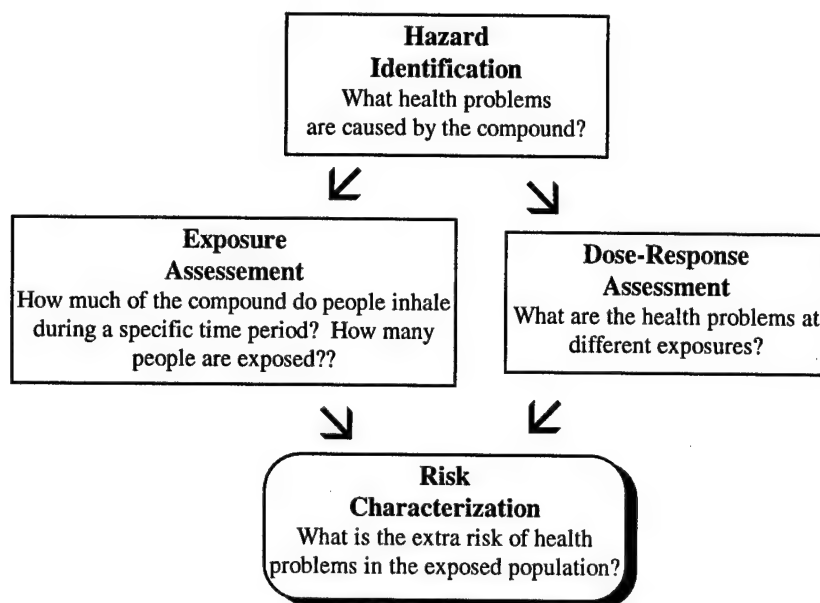 Hazard
Identification
What health problems
are caused by the compound?
Exposure
Assessement
How much of the compound do people inhale
during a specific time period? How many
people are exposed??
Dose-Response
Assessment
What are the health problems at
different exposures?
Risk
Characterization
What is the extra risk of health
problems in the exposed population?